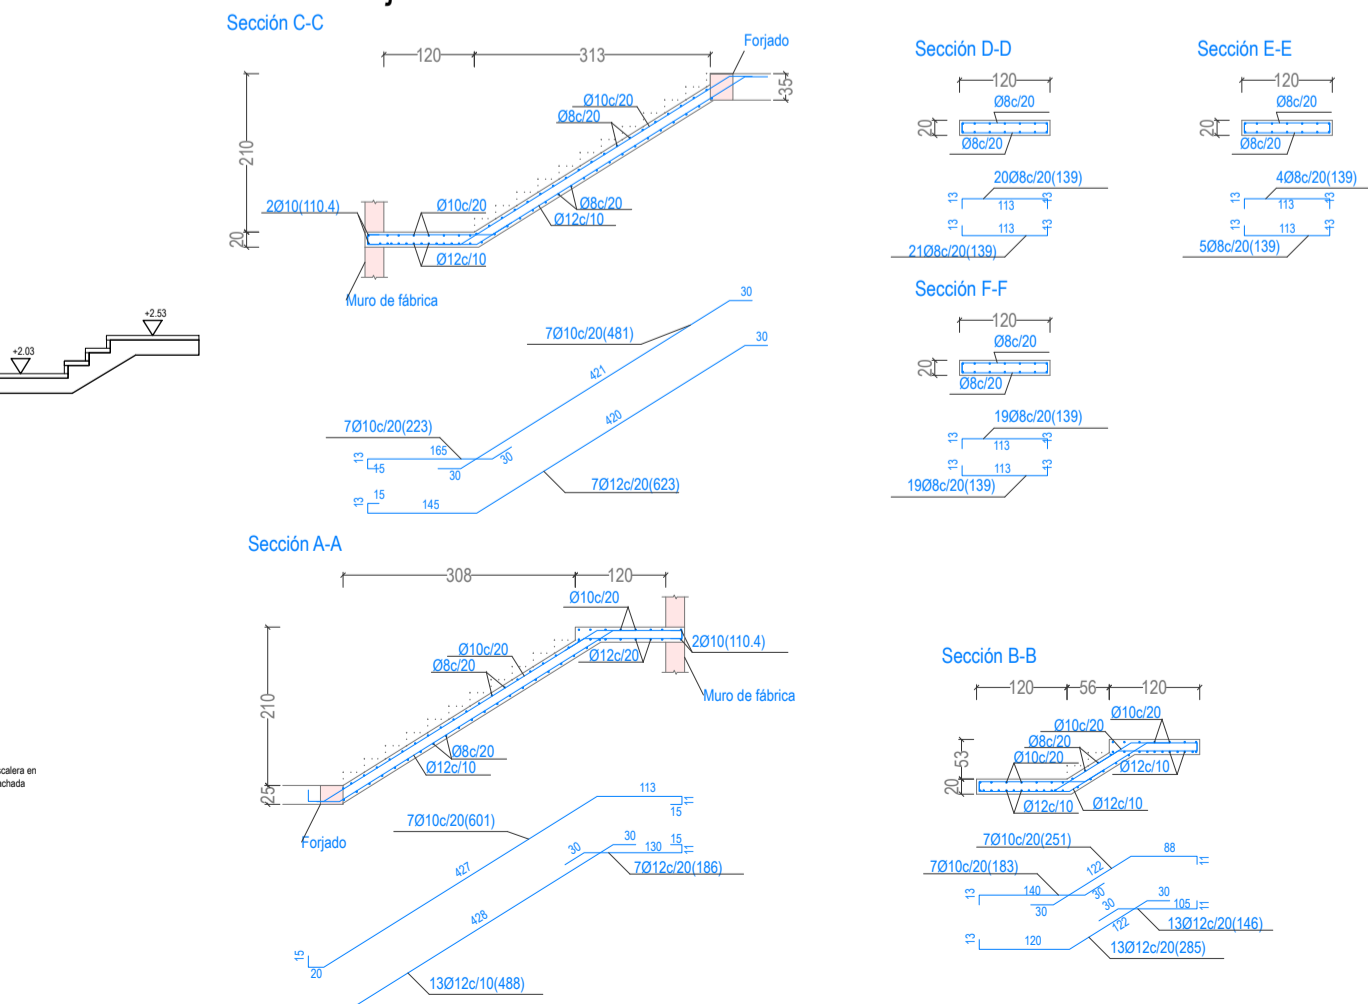 Sección C-C
120
313
Forjado
35
210
20
Ø10c/20
Ø8c/20
2Ø10(110.4)
Ø10c/20
Ø8c/20
Ø12c/10
Ø12c/10
Muro de fábrica
+2.53
+2.03
30
7Ø10c/20(481)
30
421
420
7Ø10c/20(223)
165
13
15
30
30
7Ø12c/20(623)
15
13
145
Sección D-D
120
Ø8c/20
20
Ø8c/20
20Ø8c/20(139)
13
113
13
13
113
13
21Ø8c/20(139)
Sección E-E
120
Ø8c/20
20
Ø8c/20
4Ø8c/20(139)
13
113
13
13
113
13
5Ø8c/20(139)
Sección F-F
120
Ø8c/20
20
Ø8c/20
19Ø8c/20(139)
13
113
13
13
113
13
19Ø8c/20(139)
Sección A-A
308
120
Ø10c/20
210
25
Ø10c/20
Ø8c/20
Ø12c/20
2Ø10(110.4)
Muro de fábrica
Ø8c/20
Ø12c/10
Forjado
113
11
15
7Ø10c/20(601)
427
30
30
15
130
11
7Ø12c/20(186)
428
15
20
13Ø12c/10(488)
Sección B-B
120
56
120
Ø10c/20
Ø10c/20
Ø8c/20
Ø10c/20
53
20
Ø12c/10
Ø12c/10
Ø12c/10
7Ø10c/20(251)
88
11
122
7Ø10c/20(183)
13
140
30
30
30
30
105
11
122
13Ø12c/20(146)
13
120
13Ø12c/20(285)
calera en
achada